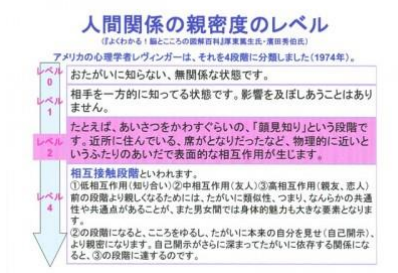 人間関係の親密度のレベル
(『よくわかる！脳とこころの図解百科』厚東篤生氏・濱田秀伯氏)
アメリカの心理学者レヴィンガーは、それを4段階に分類しました(1974年)。
レベル
0
おたがいに知らない、無関係な状態です。
レベル
1
相手を一方的に知ってる状態です。影響を及ぼしあうことはあり
ません。
レベル
2
たとえば、あいさつをかわすぐらいの、「顔見知り」という段階で
す。近所に住んでいる、席がとなりだったなど、物理的に近いと
いうふたりのあいだで表面的な相互作用が生じます。
レベル
4
相互接触段階といわれます。
①低相互作用(知り合い)②中相互作用(友人)③高相互作用(親友、恋人)
前の段階より親しくなるためには、たがいに類似性、つまり、なんらかの共通
性や共通点があることが、また男女間では身体的魅力も大きな要素となりま
す。
②の段階になると、こころをゆるし、たがいに本来の自分を見せ(自己開示)、
より親密になります。自己開示がさらに深まってたがいに依存する関係にな
ると、③の段階に達するのです。